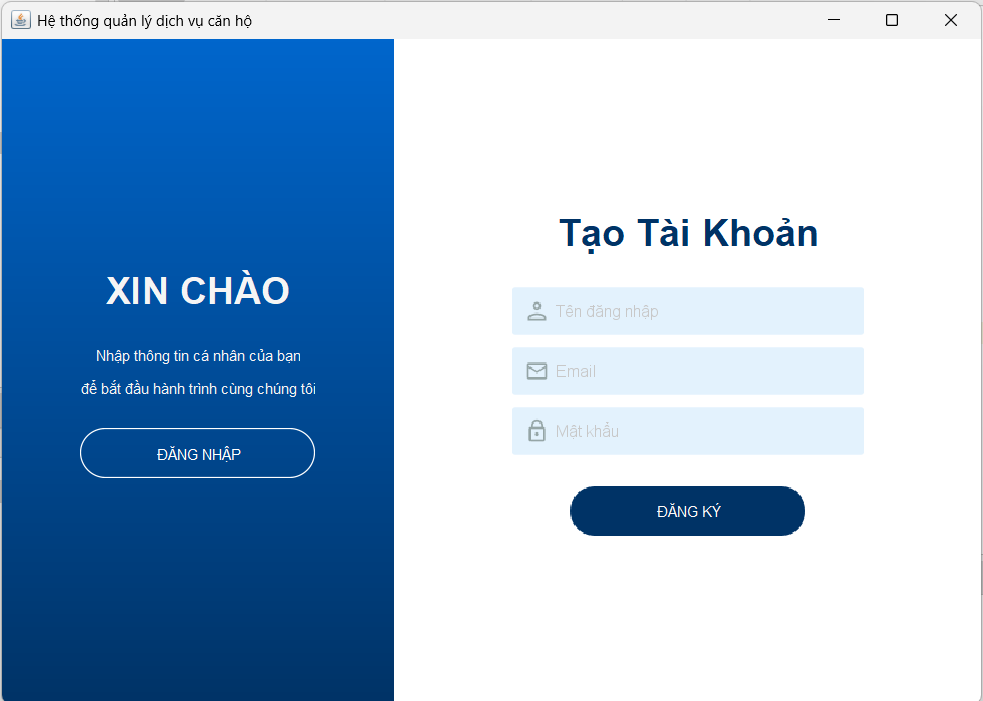 Hệ thống quản lý dịch vụ căn hộ
XIN CHÀO
Nhập thông tin cá nhân của bạn
để bắt đầu hành trình cùng chúng tôi
ĐĂNG NHẬP
Tạo Tài Khoản
Tên đăng nhập
Email
Mật khẩu
ĐĂNG KÝ